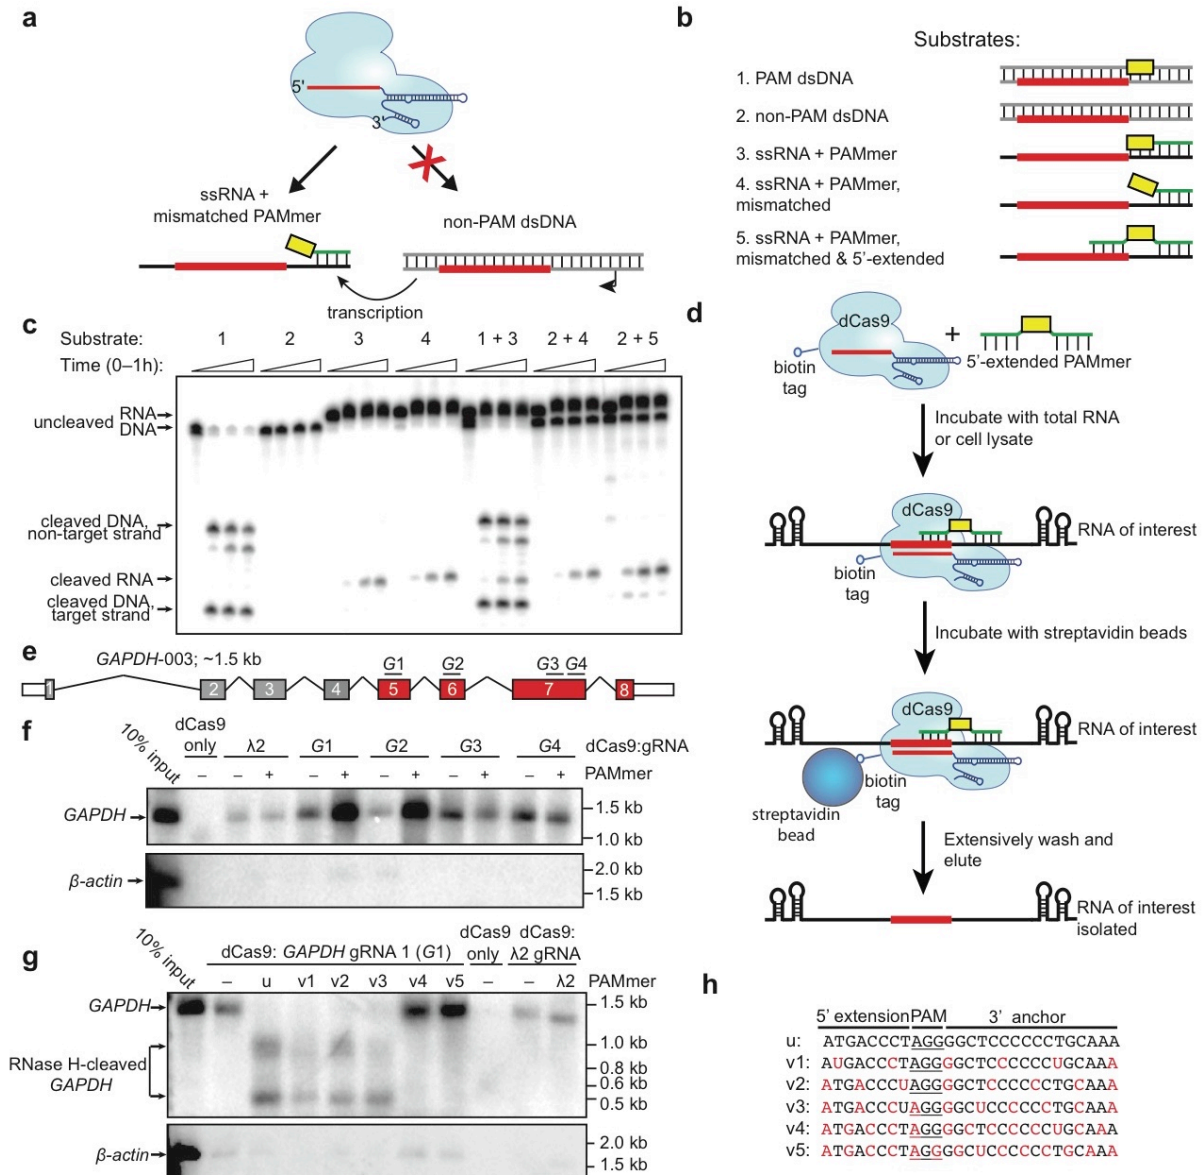 a
5'
3'
ssRNA +
mismatched PAMmer
non-PAM dsDNA
transcription
b
Substrates:
1. PAM dsDNA
2. non-PAM dsDNA
3. ssRNA + PAMmer
4. ssRNA + PAMmer,
mismatched
5. ssRNA + PAMmer,
mismatched & 5’-extended
c
Substrate: 1 2 3 4 1 + 3 2 + 4 2 + 5
Time (0–1h):
uncleaved RNA
DNA
cleaved DNA,
non-target strand
cleaved RNA
cleaved DNA,
target strand
d
dCas9
+
biotin
tag
5’-extended PAMmer
Incubate with total RNA
or cell lysate
dCas9
RNA of interest
biotin
tag
Incubate with streptavidin beads
dCas9
RNA of interest
biotin
tag
streptavidin
bead
Extensively wash and
elute
RNA of interest
isolated
e
GAPDH-003; ~1.5 kb
G1 G2 G3 G4
1 2 3 4 5 6 7 8
f
10% input
dCas9
only λ2 G1 G2 G3 G4 dCas9:gRNA
– – + – + – + – + – + PAMmer
GAPDH
1.5 kb
1.0 kb
β-actin
2.0 kb
1.5 kb
g
10% input
dCas9: GAPDH gRNA 1 (G1)
dCas9
only
dCas9:
λ2 gRNA
– u v1 v2 v3 v4 v5 – – λ2 PAMmer
GAPDH
1.5 kb
1.0 kb
0.8 kb
0.6 kb
0.5 kb
RNase H-cleaved
GAPDH
β-actin
2.0 kb
1.5 kb
h
5’ extension PAM 3’ anchor
u: ATGACCCTAGGGGCTCCCCCCTGCAAA
v1: AUGACCCTAGGGGCTCCCCCCUGCAAA
v2: ATGACCCUAGGGGCTCCCCCCTGCAAA
v3: ATGACCCUAGGGGCUCCCCCCTGCAAA
v4: ATGACCCTAGGGGCTCCCCCCUGCAAA
v5: ATGACCCTAGGGGCUCCCCCCTGCAAA